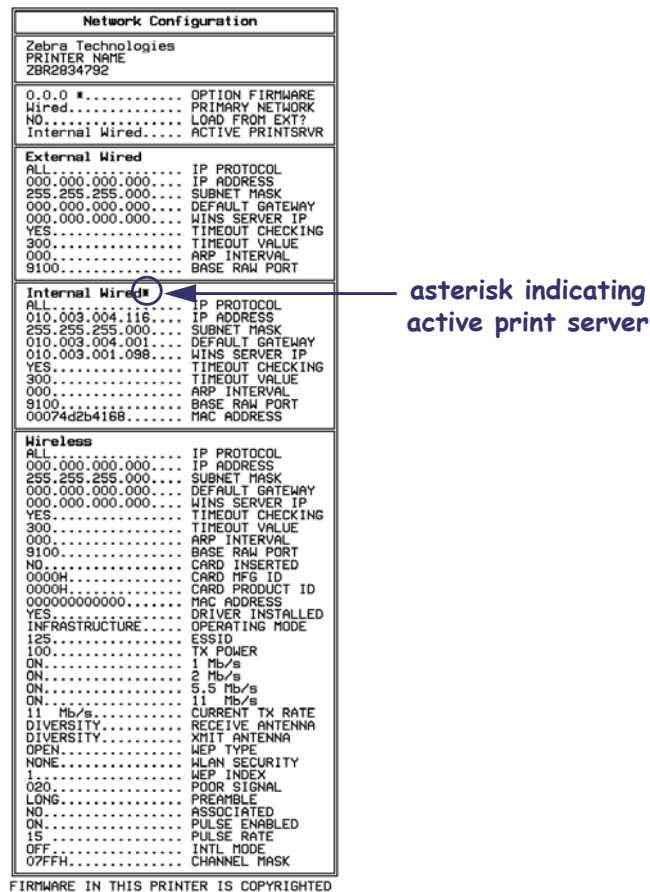 Network Configuration
Zebra Technologies
PRINTER NAME
ZBR2834792
0.0.0 *............ OPTION FIRMWARE
Wired.............. PRIMARY NETWORK
NO................. LOAD FROM EXT?
Internal Wired..... ACTIVE PRINTSRVR
External Wired
ALL................ IP PROTOCOL
000.000.000.000.... IP ADDRESS
255.255.255.000.... SUBNET MASK
000.000.000.000.... DEFAULT GATEWAY
000.000.000.000.... WINS SERVER IP
YES................ TIMEOUT CHECKING
300................ TIMEOUT VALUE
000................ ARP INTERVAL
9100............... BASE RAW PORT
Internal Wired*
ALL................ IP PROTOCOL
010.003.004.116.... IP ADDRESS
255.255.255.000.... SUBNET MASK
010.003.004.001.... DEFAULT GATEWAY
010.003.001.098.... WINS SERVER IP
YES................ TIMEOUT CHECKING
300................ TIMEOUT VALUE
000................ ARP INTERVAL
9100............... BASE RAW PORT
00074d2b4168....... MAC ADDRESS
asterisk indicating
active print server
Wireless
ALL................ IP PROTOCOL
000.000.000.000.... IP ADDRESS
255.255.255.000.... SUBNET MASK
000.000.000.000.... DEFAULT GATEWAY
000.000.000.000.... WINS SERVER IP
YES................ TIMEOUT CHECKING
300................ TIMEOUT VALUE
000................ ARP INTERVAL
9100............... BASE RAW PORT
NO................. CARD INSERTED
0000H.............. CARD MFG ID
0000H.............. CARD PRODUCT ID
000000000000....... MAC ADDRESS
YES................ DRIVER INSTALLED
INFRASTRUCTURE..... OPERATING MODE
125................ ESSID
100................ TX POWER
ON................. 1 Mb/s
ON................. 2 Mb/s
ON................. 5.5 Mb/s
ON................. 11 Mb/s
11 Mb/s........... CURRENT TX RATE
DIVERSITY.......... RECEIVE ANTENNA
DIVERSITY.......... XMIT ANTENNA
OPEN............... WEP TYPE
NONE............... WLAN SECURITY
1.................. WEP INDEX
020................ POOR SIGNAL
LONG............... PREAMBLE
NO................. ASSOCIATED
ON................. PULSE ENABLED
15 ................ PULSE RATE
OFF................ INTL MODE
07FFH.............. CHANNEL MASK
FIRMWARE IN THIS PRINTER IS COPYRIGHTED